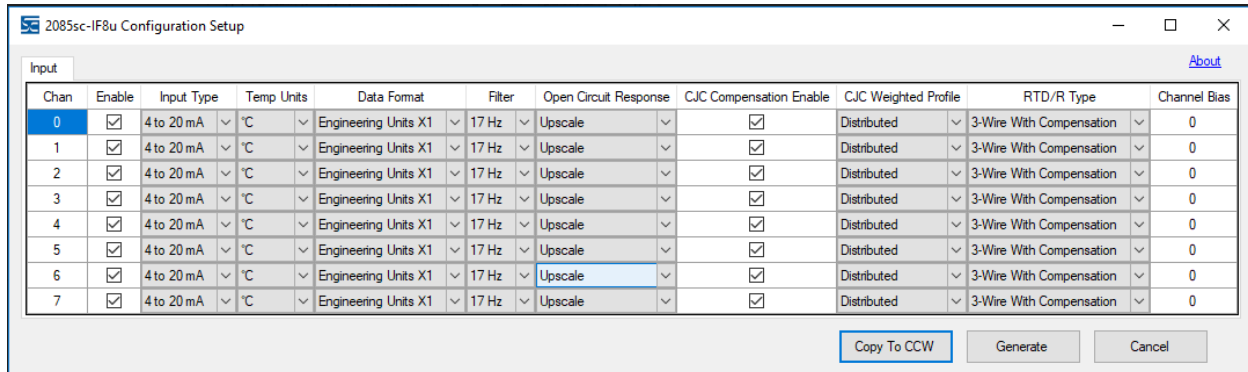 2085sc-IF8u Configuration Setup
About
Input
Chan Enable Input Type Temp Units Data Format Filter Open Circuit Response CJC Compensation Enable CJC Weighted Profile RTD/R Type Channel Bias
0 4 to 20 mA °C Engineering Units X1 17 Hz Upscale Distributed 3-Wire With Compensation 0
1 4 to 20 mA °C Engineering Units X1 17 Hz Upscale Distributed 3-Wire With Compensation 0
2 4 to 20 mA °C Engineering Units X1 17 Hz Upscale Distributed 3-Wire With Compensation 0
3 4 to 20 mA °C Engineering Units X1 17 Hz Upscale Distributed 3-Wire With Compensation 0
4 4 to 20 mA °C Engineering Units X1 17 Hz Upscale Distributed 3-Wire With Compensation 0
5 4 to 20 mA °C Engineering Units X1 17 Hz Upscale Distributed 3-Wire With Compensation 0
6 4 to 20 mA °C Engineering Units X1 17 Hz Upscale Distributed 3-Wire With Compensation 0
7 4 to 20 mA °C Engineering Units X1 17 Hz Upscale Distributed 3-Wire With Compensation 0
Copy To CCW Generate Cancel